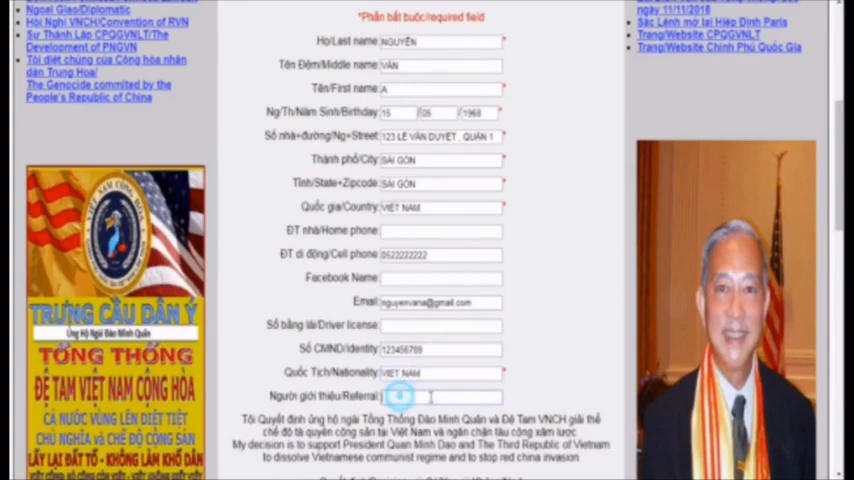 Ngoại Giao/Diplomatic
Hội Nghị VNCH/Convention of RVN
Sự Thành Lập CPQGVNLT/The
Development of PNGVN
Tội diệt chủng của Cộng hòa nhân
dân Trung Hoa/
The Genocide commited by the
People's Republic of China
VIỆT NAM CỘNG HÒA
TRƯNG CẦU DÂN Ý
Ủng Hộ Ngài Đào Minh Quân
TỔNG THỐNG
ĐỆ TAM VIỆT NAM CỘNG HÒA
CẢ NƯỚC VÙNG LÊN DIỆT TIỆT
CHỦ NGHĨA và CHẾ ĐỘ CỘNG SẢN
LẤY LẠI ĐẤT TỔ - KHÔNG LÀM KHỔ DÂN
*Phần bắt buộc/required field
Họ/Last name: NGUYỄN *
Tên Đệm/Middle name: VĂN
Tên/First name: A *
Ng/Th/Năm Sinh/Birthday: 15 / 05 / 1968 *
Số nhà+đường/Ng+Street: 123 LÊ VĂN DUYỆT , QUẬN 1 *
Thành phố/City: SÀI GÒN *
Tỉnh/State+Zipcode: SÀI GÒN *
Quốc gia/Country: VIỆT NAM *
ĐT nhà/Home phone:
ĐT di động/Cell phone: 0522222222
Facebook Name:
Email: nguyenvana@gmail.com
Số bằng lái/Driver license:
Số CMND/Identity: 123456789
Quốc Tịch/Nationality: VIỆT NAM *
Người giới thiệu/Referral:
Tôi Quyết định ủng hộ ngài Tổng Thống Đào Minh Quân và Đệ Tam VNCH giải thể
chế độ tà quyền cộng sản tại Việt Nam và ngăn chặn tàu cộng xâm lược
My decision is to support President Quan Minh Dao and The Third Republic of Vietnam
to dissolve Vietnamese communist regime and to stop red china invasion
ngày 11/11/2018
Sắc Lệnh mở lại Hiệp Định Paris
Trang/Website CPQGVNLT
Trang/Website Chính Phủ Quốc Gia